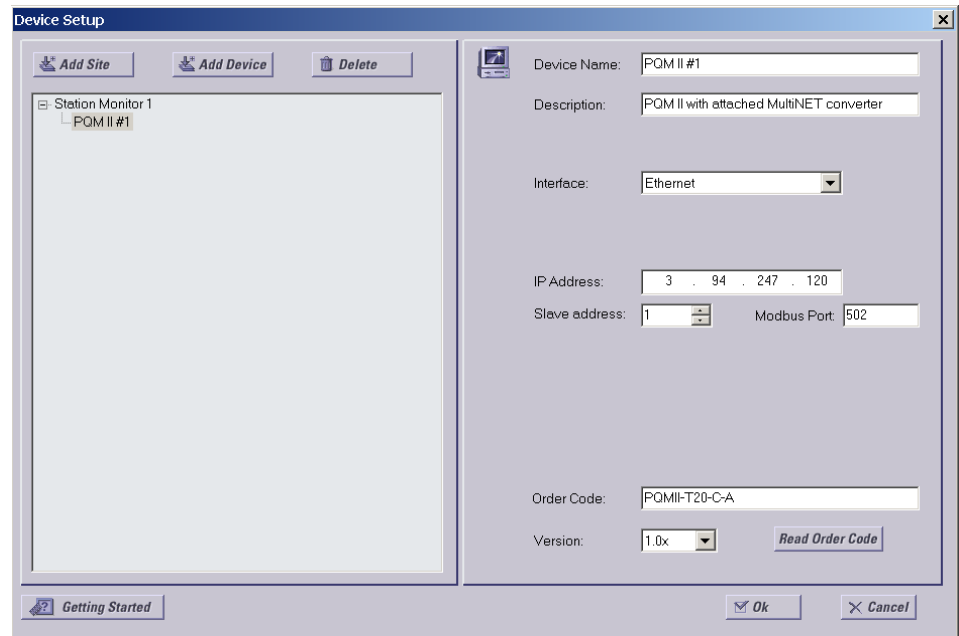 Device Setup
Add Site Add Device Delete
Station Monitor 1
PQM II #1
Device Name: PQM II #1
Description: PQM II with attached MultiNET converter
Interface: Ethernet
IP Address: 3 . 94 . 247 . 120
Slave address: 1 Modbus Port: 502
Order Code: PQMII-T20-C-A
Version: 1.0x Read Order Code
Getting Started Ok Cancel